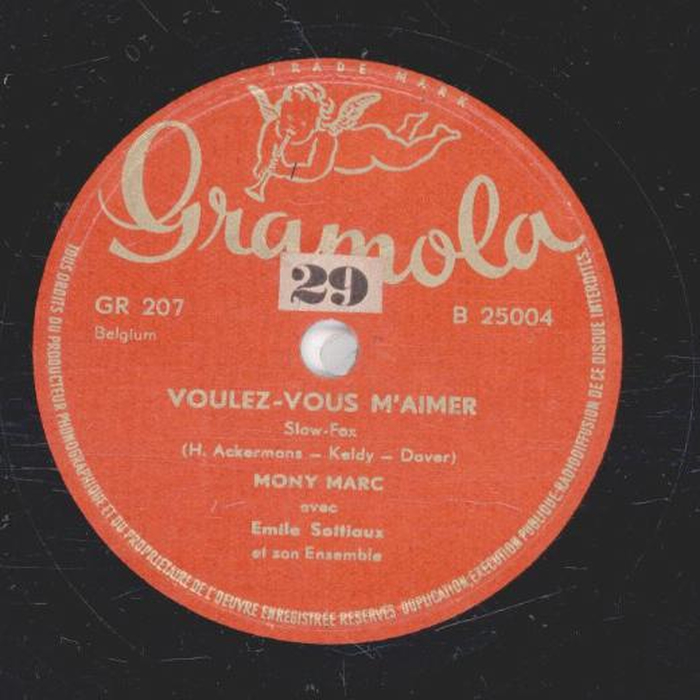 TRADE MARK
Gramola
29
GR 207
B 25004
Belgium
VOULEZ-VOUS M'AIMER
Slow-Fox
(H. Ackermans – Keldy – Daver)
MONY MARC
avec
Emile Sottiaux
et son Ensemble
TOUS DROITS DU PRODUCTEUR PHONOGRAPHIQUE ET DU PROPRIETAIRE DE L'OEUVRE ENREGISTRÉE RESERVES DUPLICATION, EXECUTION PUBLIQUE-RADIODIFFUSION DE CE DISQUE INTERDITES.